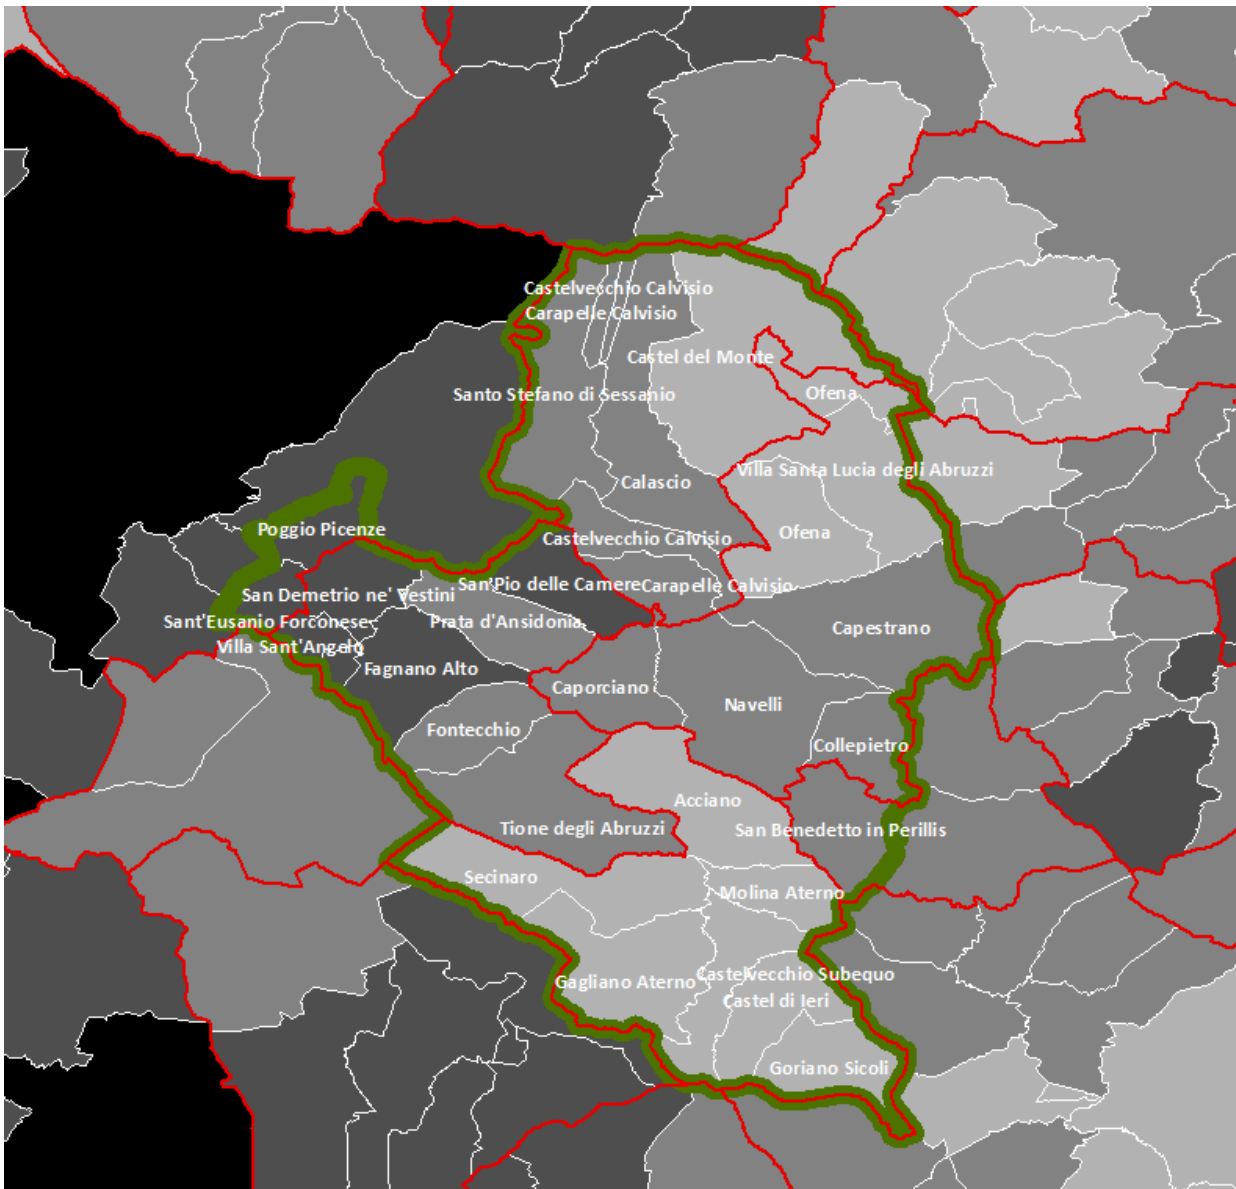 Castelvecchio Calvisio
Carapelle Calvisio
Castel del Monte
Santo Stefano di Sessanio
Ofena
Villa Santa Lucia degli Abruzzi
Calascio
Poggio Picenze
Castelvecchio Calvisio
Ofena
San Pio delle Camere
Carapelle Calvisio
San Demetrio ne' Vestini
Sant'Eusanio Forconese
Prata d'Ansidonia
Capestrano
Villa Sant'Angelo
Fagnano Alto
Caporciano
Navelli
Fontecchio
Collepietro
Acciano
Tione degli Abruzzi
San Benedetto in Perillis
Secinaro
Molina Aterno
Castelvecchio Subequo
Gagliano Aterno
Castel di Ieri
Goriano Sicoli